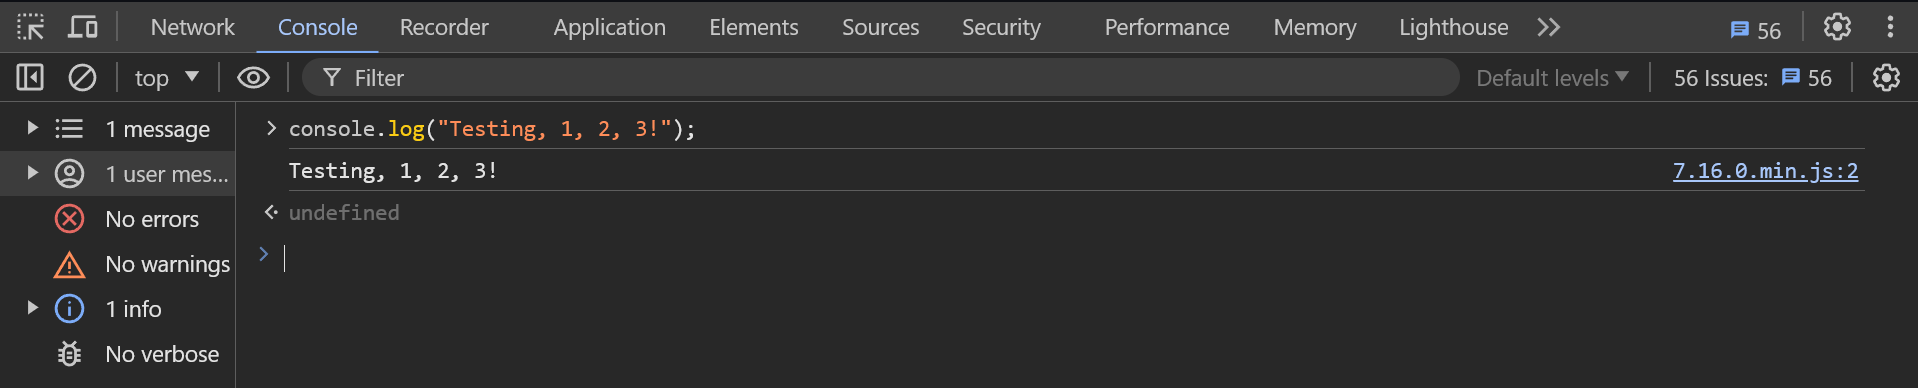 Network Console Recorder Application Elements Sources Security Performance Memory Lighthouse 56
top Filter Default levels 56 Issues: 56
1 message
1 user mes...
No errors
No warnings
1 info
No verbose
> console.log("Testing, 1, 2, 3!");
Testing, 1, 2, 3! 7.16.0.min.js:2
undefined
>